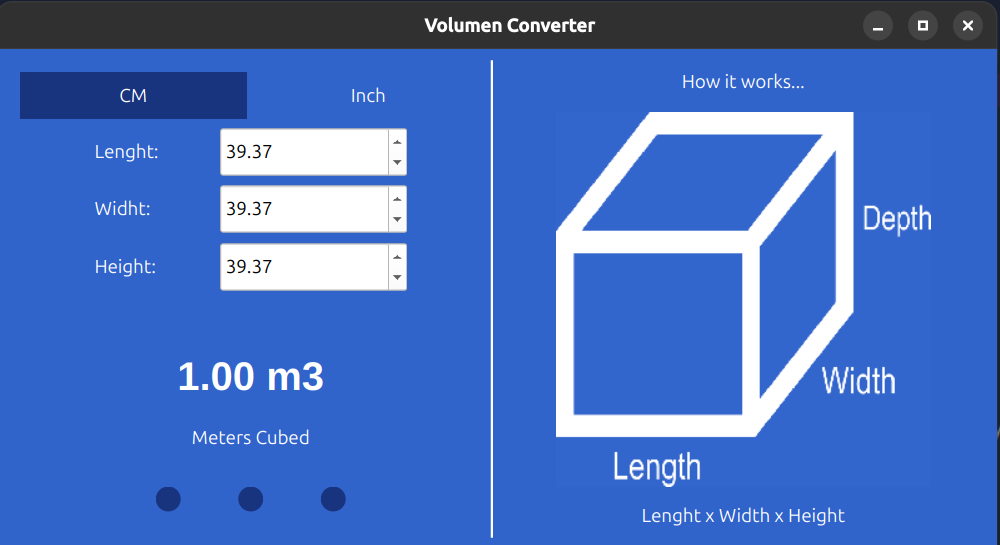 Volumen Converter
CM
Inch
Lenght:
39.37
Widht:
39.37
Height:
39.37
1.00 m3
Meters Cubed
How it works...
Depth
Width
Length
Lenght x Width x Height